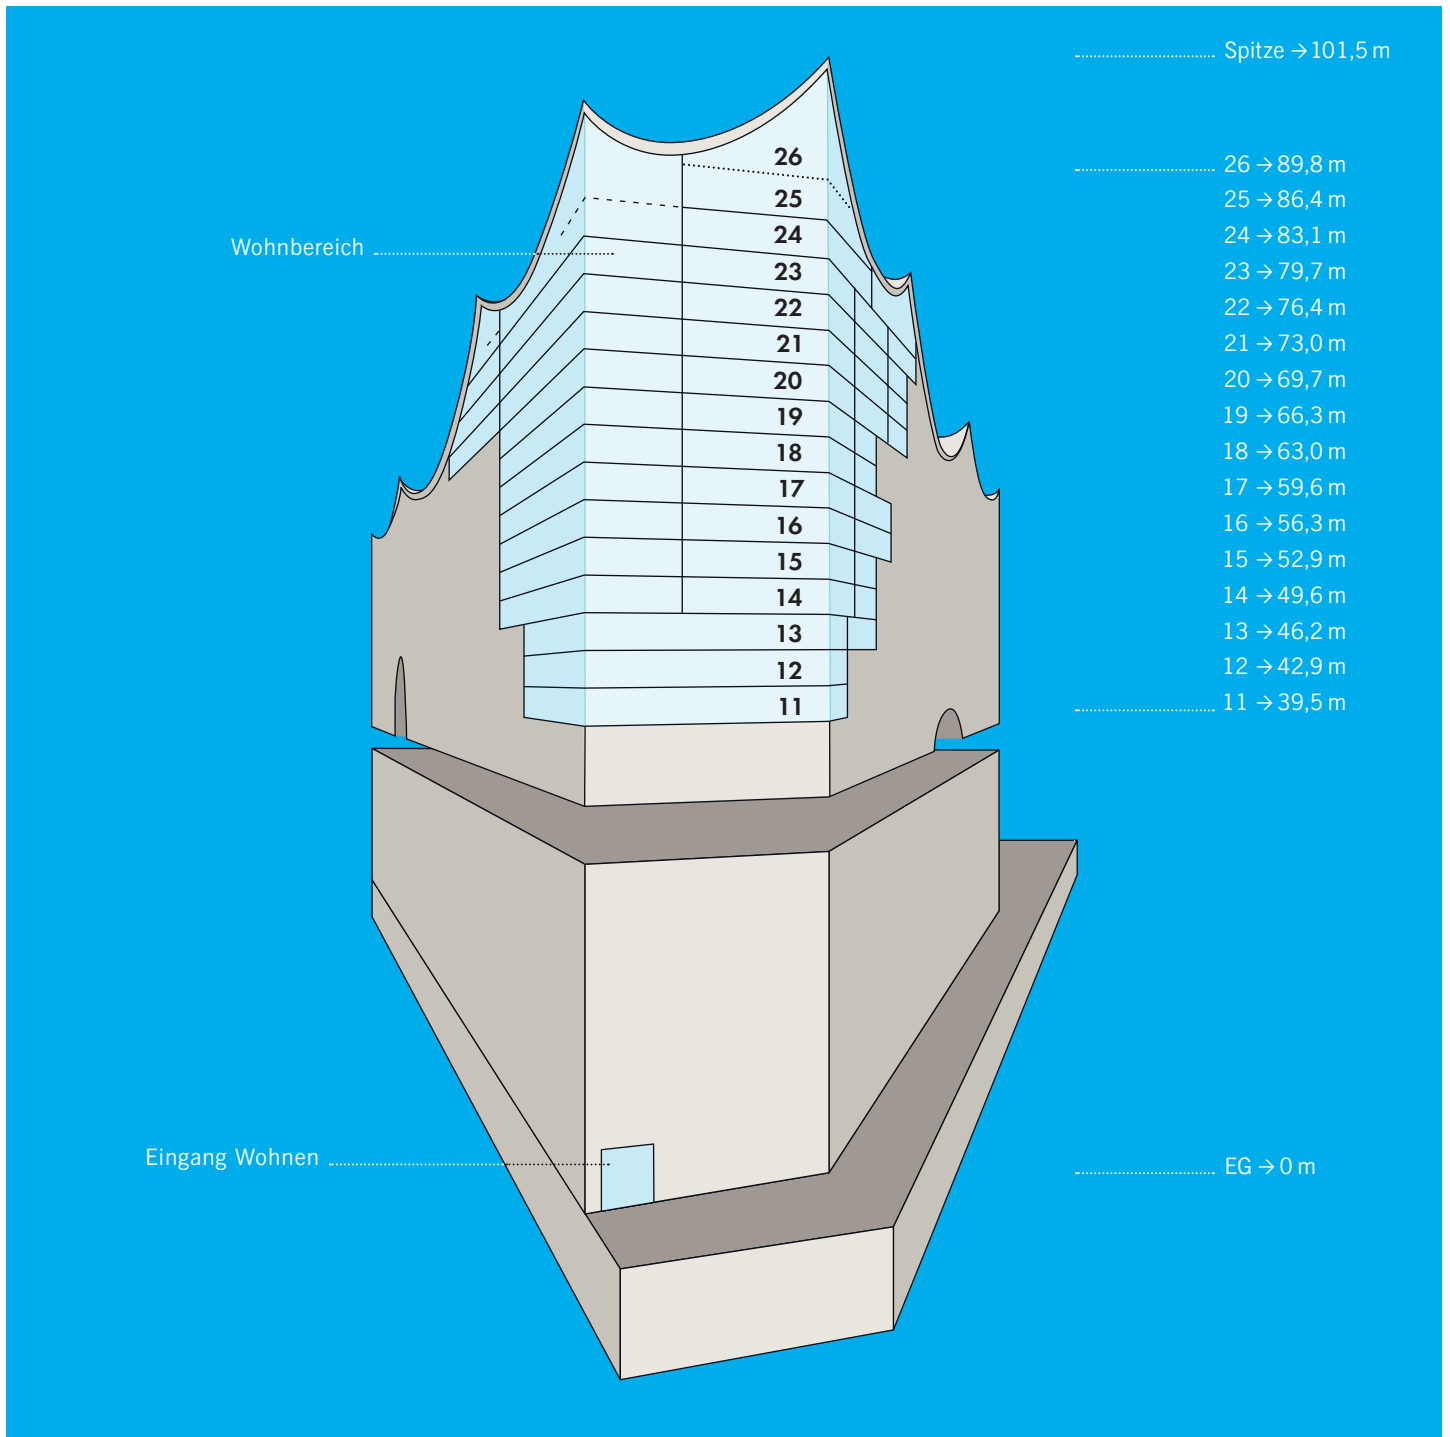 Spitze → 101,5 m
26
26 → 89,8 m
25
25 → 86,4 m
24
24 → 83,1 m
Wohnbereich
23
23 → 79,7 m
22
22 → 76,4 m
21
21 → 73,0 m
20
20 → 69,7 m
19
19 → 66,3 m
18
18 → 63,0 m
17
17 → 59,6 m
16
16 → 56,3 m
15
15 → 52,9 m
14
14 → 49,6 m
13
13 → 46,2 m
12
12 → 42,9 m
11
11 → 39,5 m
Eingang Wohnen
EG → 0 m